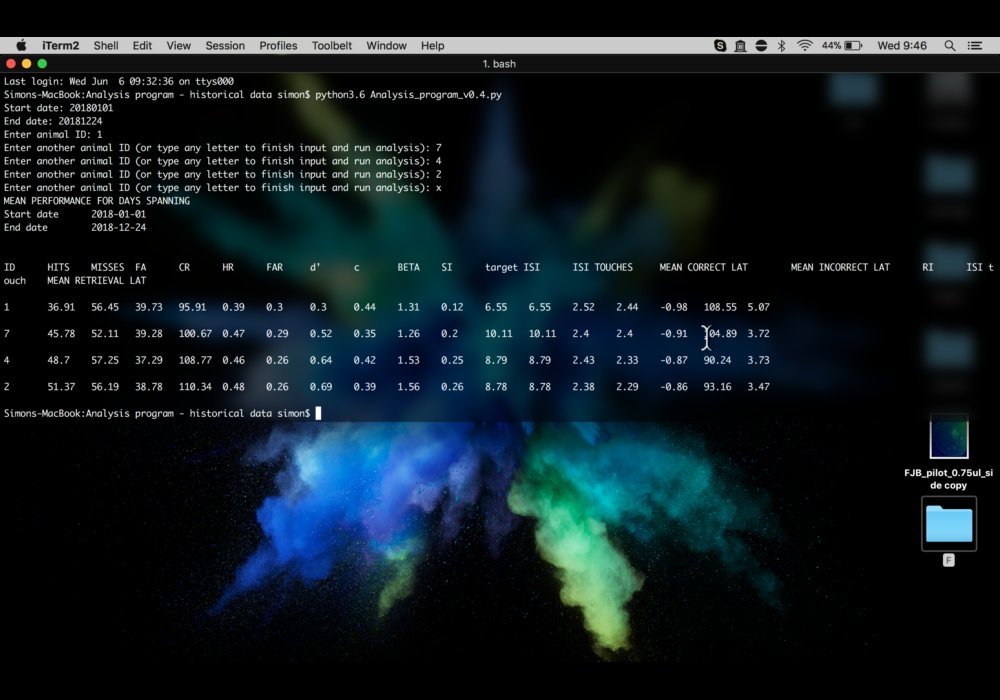 iTerm2 Shell Edit View Session Profiles Toolbelt Window Help 44% Wed 9:46
1. bash
Last login: Wed Jun  6 09:32:36 on ttys000
Simons-MacBook:Analysis program - historical data simon$ python3.6 Analysis_program_v0.4.py
Start date: 20180101
End date: 20181224
Enter animal ID: 1
Enter another animal ID (or type any letter to finish input and run analysis): 7
Enter another animal ID (or type any letter to finish input and run analysis): 4
Enter another animal ID (or type any letter to finish input and run analysis): 2
Enter another animal ID (or type any letter to finish input and run analysis): x
MEAN PERFORMANCE FOR DAYS SPANNING
Start date 2018-01-01
End date 2018-12-24
ID HITS MISSES FA CR HR FAR d' c BETA SI target ISI ISI TOUCHES MEAN CORRECT LAT MEAN INCORRECT LAT RI ISI t
ouch MEAN RETRIEVAL LAT
1 36.91 56.45 39.73 95.91 0.39 0.3 0.3 0.44 1.31 0.12 6.55 6.55 2.52 2.44 -0.98 108.55 5.07
7 45.78 52.11 39.28 100.67 0.47 0.29 0.52 0.35 1.26 0.2 10.11 10.11 2.4 2.4 -0.91 04.89 3.72
4 48.7 57.25 37.29 108.77 0.46 0.26 0.64 0.42 1.53 0.25 8.79 8.79 2.43 2.33 -0.87 90.24 3.73
2 51.37 56.19 38.78 110.34 0.48 0.26 0.69 0.39 1.56 0.26 8.78 8.78 2.38 2.29 -0.86 93.16 3.47
Simons-MacBook:Analysis program - historical data simon$
FJB_pilot_0.75ul_si
de copy
F